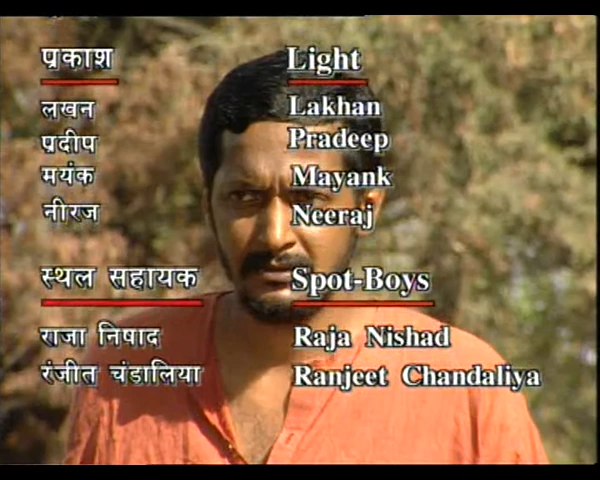 प्रकाश Light
लखन Lakhan
प्रदीप Pradeep
मयंक Mayank
नीरज Neeraj
स्थल सहायक Spot-Boys
राजा निषाद Raja Nishad
रंजीत चंडालिया Ranjeet Chandaliya